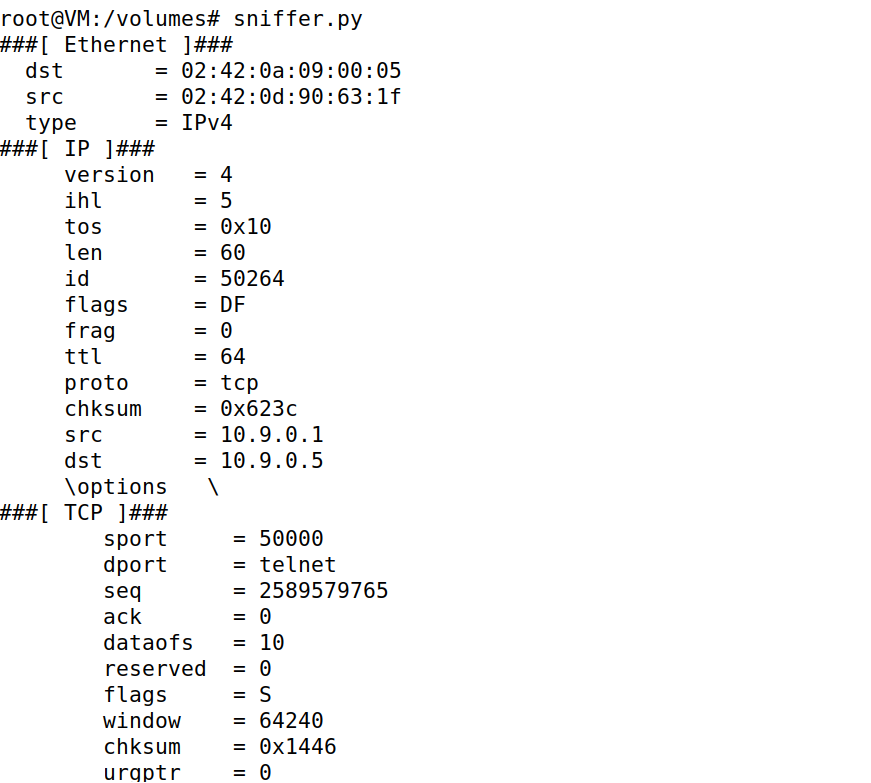 root@VM:/volumes# sniffer.py
###[ Ethernet ]###
  dst       = 02:42:0a:09:00:05
  src       = 02:42:0d:90:63:1f
  type      = IPv4
###[ IP ]###
     version   = 4
     ihl       = 5
     tos       = 0x10
     len       = 60
     id        = 50264
     flags     = DF
     frag      = 0
     ttl       = 64
     proto     = tcp
     chksum    = 0x623c
     src       = 10.9.0.1
     dst       = 10.9.0.5
     \options   \
###[ TCP ]###
        sport     = 50000
        dport     = telnet
        seq       = 2589579765
        ack       = 0
        dataofs   = 10
        reserved  = 0
        flags     = S
        window    = 64240
        chksum    = 0x1446
        urgptr    = 0